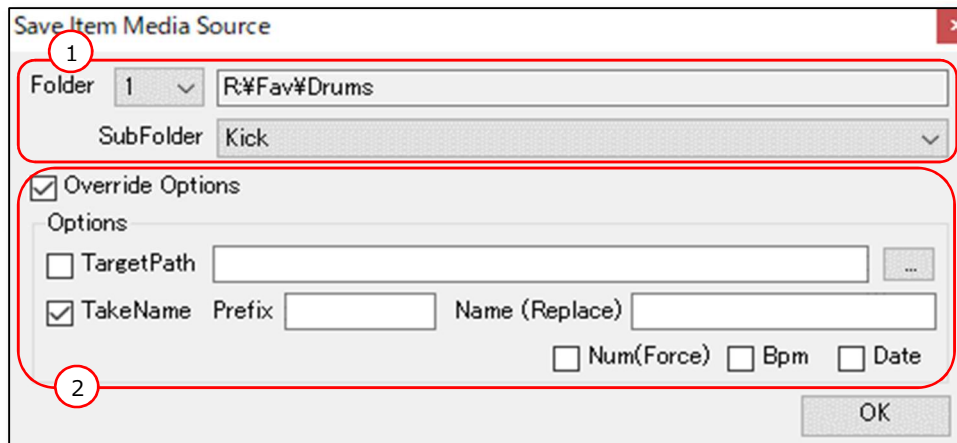 Save Item Media Source
1
Folder 1 R:¥Fav¥Drums
SubFolder Kick
Override Options
Options
TargetPath ...
TakeName Prefix Name (Replace)
Num(Force) Bpm Date
2
OK